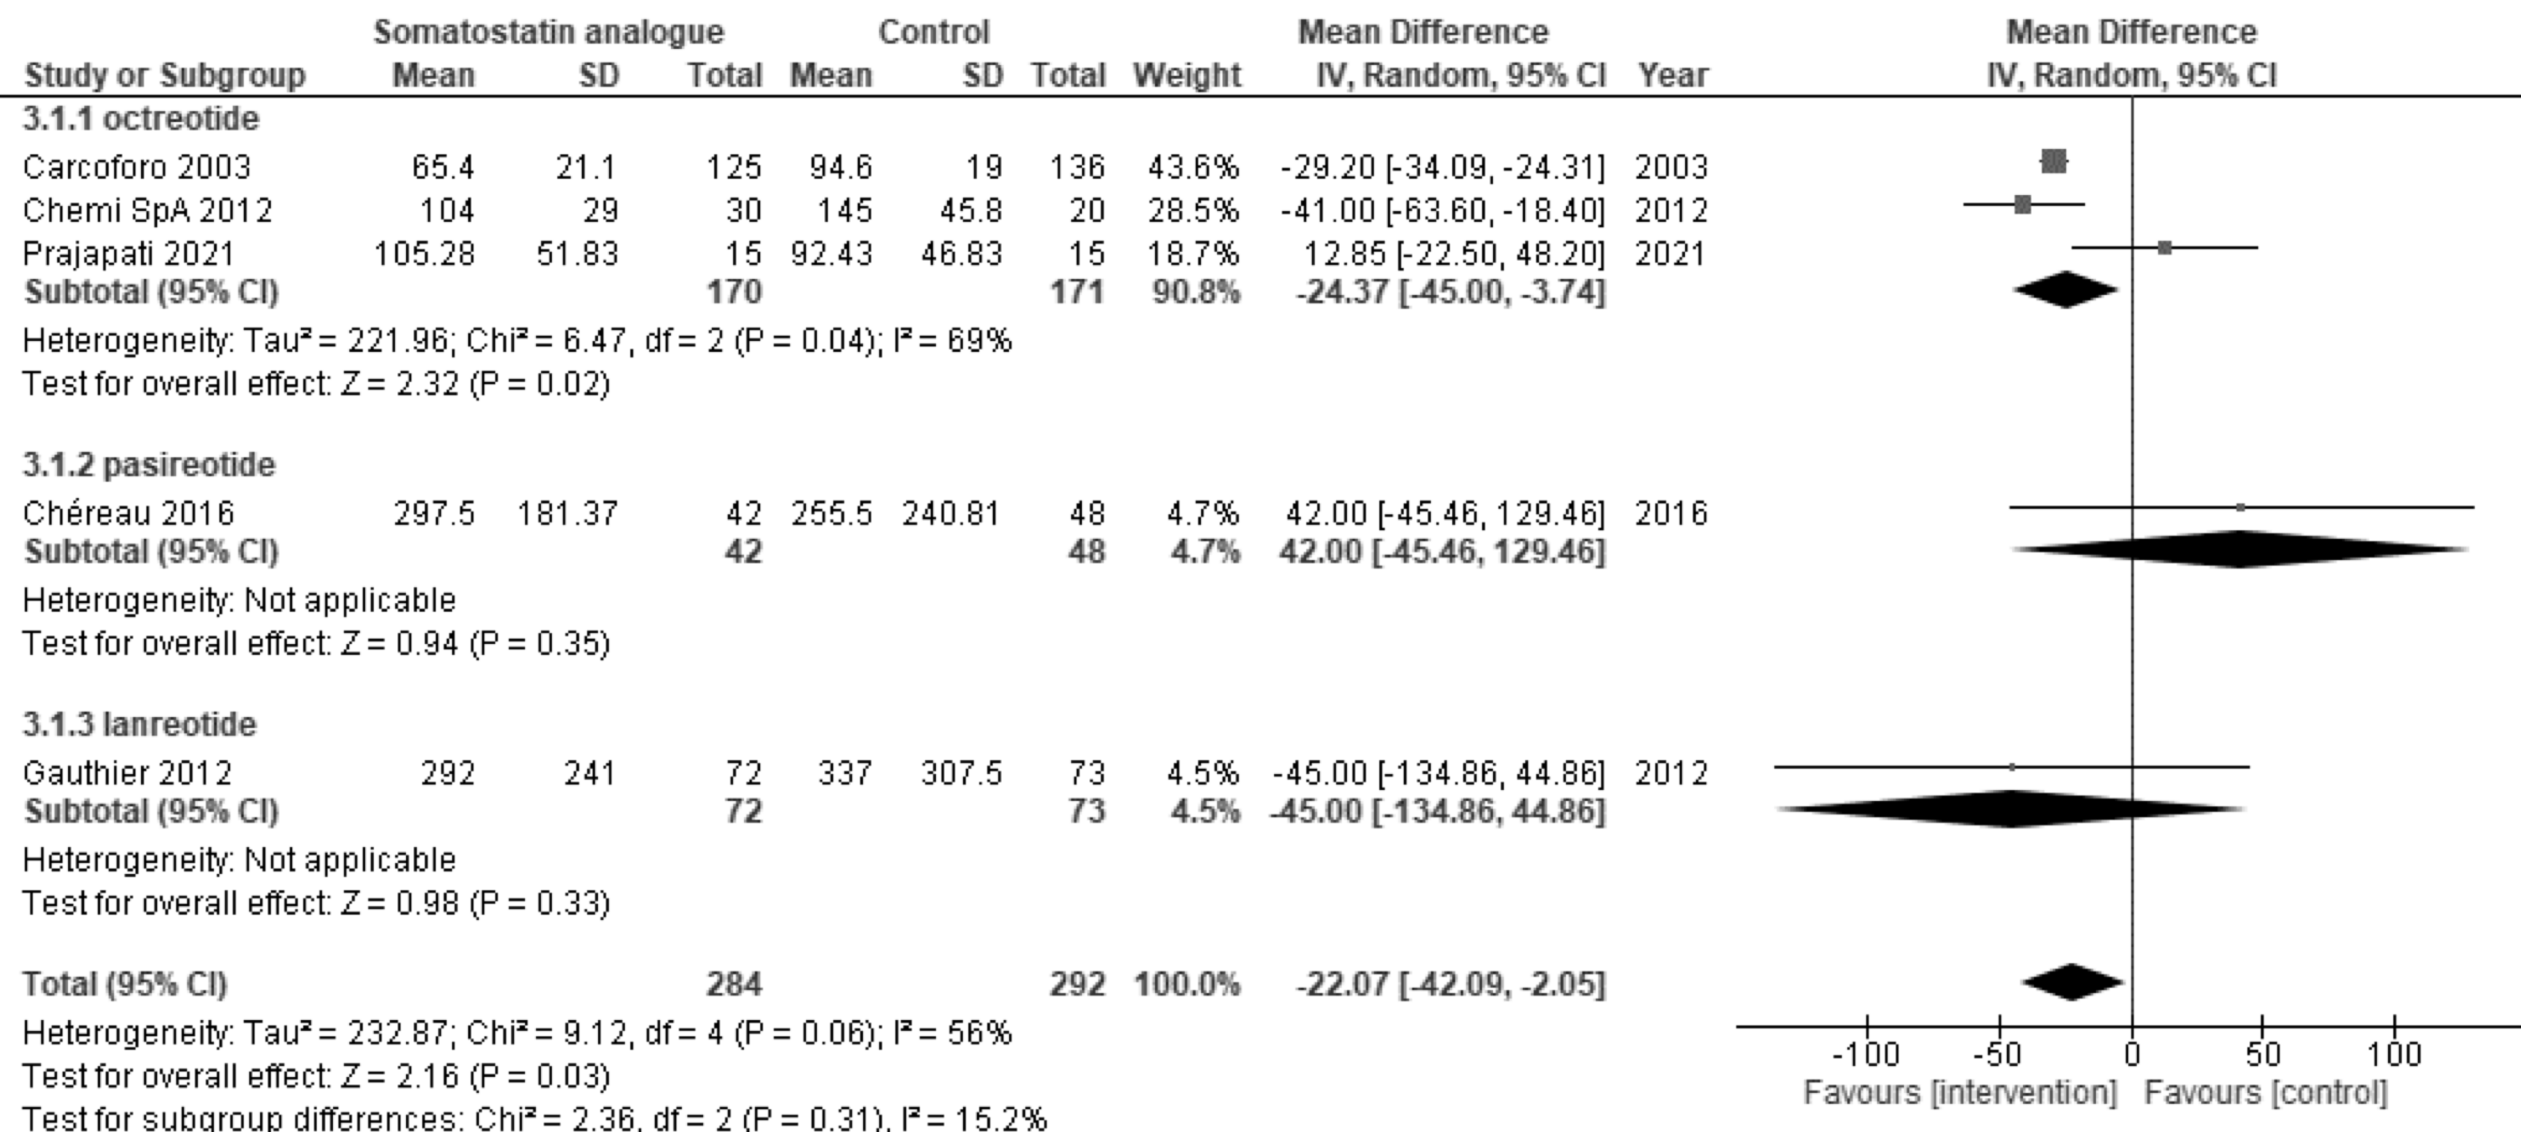 Somatostatin analogue Control Mean Difference Mean Difference
Study or Subgroup Mean SD Total Mean SD Total Weight IV, Random, 95% CI Year IV, Random, 95% CI
3.1.1 octreotide
Carcoforo 2003 65.4 21.1 125 94.6 19 136 43.6% -29.20 [-34.09, -24.31] 2003
Chemi SpA 2012 104 29 30 145 45.8 20 28.5% -41.00 [-63.60, -18.40] 2012
Prajapati 2021 105.28 51.83 15 92.43 46.83 15 18.7% 12.85 [-22.50, 48.20] 2021
Subtotal (95% CI) 170 171 90.8% -24.37 [-45.00, -3.74]
Heterogeneity: Tau² = 221.96; Chi² = 6.47, df = 2 (P = 0.04); I² = 69%
Test for overall effect: Z = 2.32 (P = 0.02)
3.1.2 pasireotide
Chéreau 2016 297.5 181.37 42 255.5 240.81 48 4.7% 42.00 [-45.46, 129.46] 2016
Subtotal (95% CI) 42 48 4.7% 42.00 [-45.46, 129.46]
Heterogeneity: Not applicable
Test for overall effect: Z = 0.94 (P = 0.35)
3.1.3 lanreotide
Gauthier 2012 292 241 72 337 307.5 73 4.5% -45.00 [-134.86, 44.86] 2012
Subtotal (95% CI) 72 73 4.5% -45.00 [-134.86, 44.86]
Heterogeneity: Not applicable
Test for overall effect: Z = 0.98 (P = 0.33)
Total (95% CI) 284 292 100.0% -22.07 [-42.09, -2.05]
Heterogeneity: Tau² = 232.87; Chi² = 9.12, df = 4 (P = 0.06); I² = 56%
Test for overall effect: Z = 2.16 (P = 0.03)
Test for subgroup differences: Chi² = 2.36, df = 2 (P = 0.31), I² = 15.2%
-100 -50 0 50 100
Favours [intervention] Favours [control]